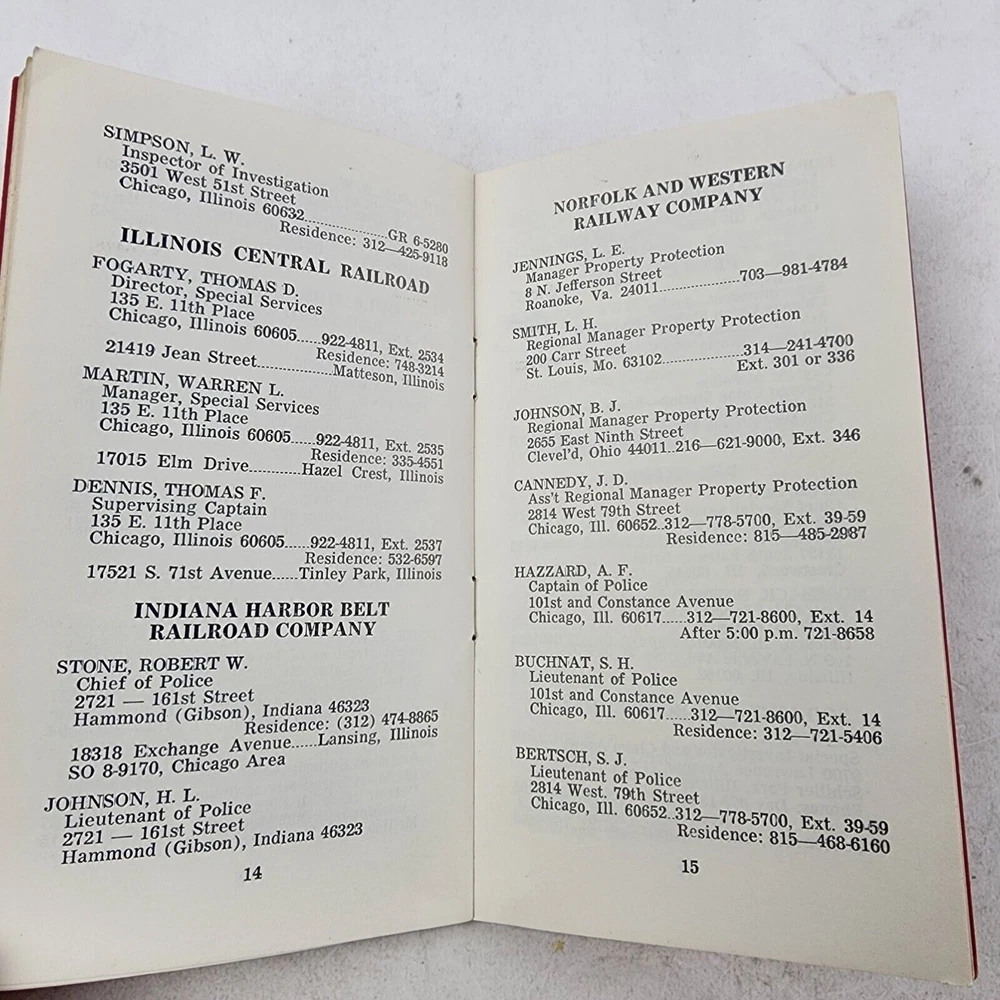 SIMPSON, L. W.
Inspector of Investigation
3501 West 51st Street
Chicago, Illinois 60632..................GR 6-5280
Residence: 312—425-9118
ILLINOIS CENTRAL RAILROAD
FOGARTY, THOMAS D.
Director, Special Services
135 E. 11th Place
Chicago, Illinois 60605......922-4811, Ext. 2534
Residence: 748-3214
21419 Jean Street..................Matteson, Illinois
MARTIN, WARREN L.
Manager, Special Services
135 E. 11th Place
Chicago, Illinois 60605......922-4811, Ext. 2535
Residence: 335-4551
17015 Elm Drive............Hazel Crest, Illinois
DENNIS, THOMAS F.
Supervising Captain
135 E. 11th Place
Chicago, Illinois 60605......922-4811, Ext. 2537
Residence: 532-6597
17521 S. 71st Avenue......Tinley Park, Illinois
INDIANA HARBOR BELT
RAILROAD COMPANY
STONE, ROBERT W.
Chief of Police
2721 — 161st Street
Hammond (Gibson), Indiana 46323
Residence: (312) 474-8865
18318 Exchange Avenue......Lansing, Illinois
SO 8-9170, Chicago Area
JOHNSON, H. L.
Lieutenant of Police
2721 — 161st Street
Hammond (Gibson), Indiana 46323
14
NORFOLK AND WESTERN
RAILWAY COMPANY
JENNINGS, L. E.
Manager Property Protection
8 N. Jefferson Street
Roanoke, Va. 24011..................703—981-4784
SMITH, L. H.
Regional Manager Property Protection
200 Carr Street
St. Louis, Mo. 63102..................314—241-4700
Ext. 301 or 336
JOHNSON, B. J.
Regional Manager Property Protection
2655 East Ninth Street
Clevel'd, Ohio 44011..216—621-9000, Ext. 346
CANNEDY, J. D.
Ass't Regional Manager Property Protection
2814 West 79th Street
Chicago, Ill. 60652..312—778-5700, Ext. 39-59
Residence: 815—485-2987
HAZZARD, A. F.
Captain of Police
101st and Constance Avenue
Chicago, Ill. 60617......312—721-8600, Ext. 14
After 5:00 p.m. 721-8658
BUCHNAT, S. H.
Lieutenant of Police
101st and Constance Avenue
Chicago, Ill. 60617......312—721-8600, Ext. 14
Residence: 312—721-5406
BERTSCH, S. J.
Lieutenant of Police
2814 West. 79th Street
Chicago, Ill. 60652..312—778-5700, Ext. 39-59
Residence: 815—468-6160
15